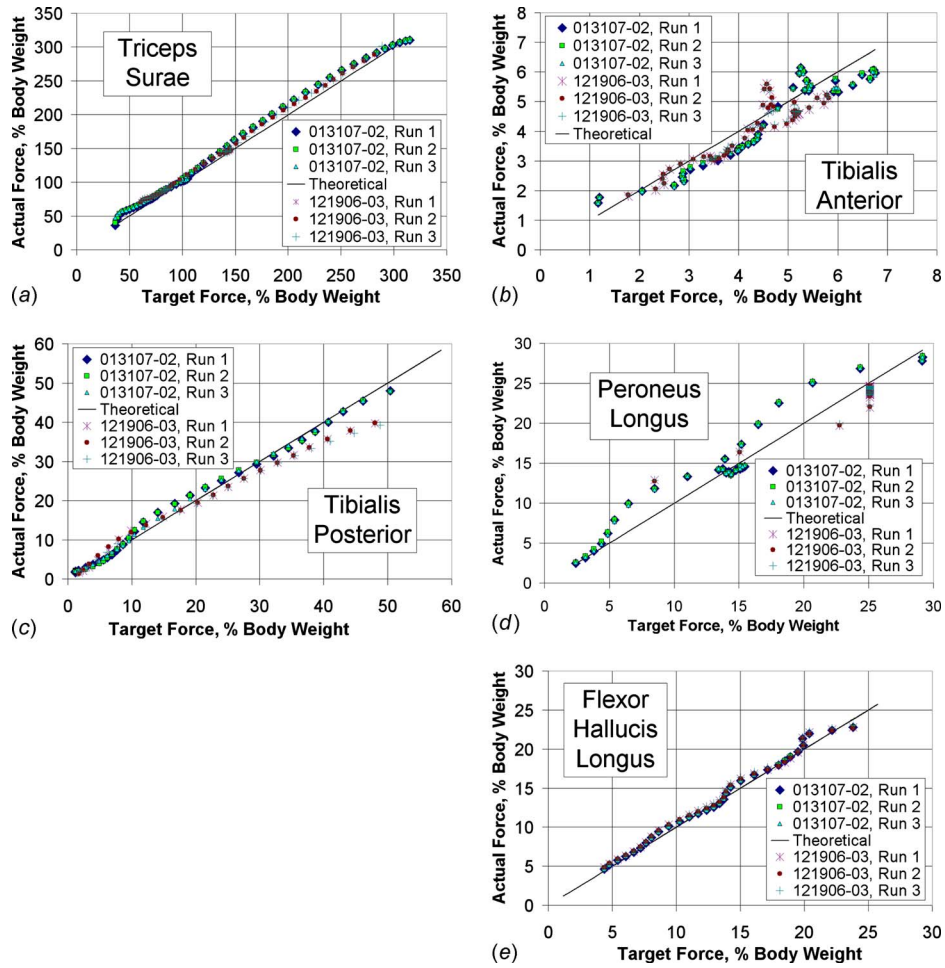 Triceps
Surae
Actual Force, % Body Weight
350
300
250
200
150
100
50
0
013107-02, Run 1
013107-02, Run 2
013107-02, Run 3
Theoretical
121906-03, Run 1
121906-03, Run 2
121906-03, Run 3
0 50 100 150 200 250 300 350
Target Force, % Body Weight
(a)
Actual Force, % Body Weight
8
7
6
5
4
3
2
1
0
013107-02, Run 1
013107-02, Run 2
013107-02, Run 3
121906-03, Run 1
121906-03, Run 2
121906-03, Run 3
Theoretical
Tibialis
Anterior
0 1 2 3 4 5 6 7 8
Target Force, % Body Weight
(b)
Actual Force, % Body Weight
60
50
40
30
20
10
0
013107-02, Run 1
013107-02, Run 2
013107-02, Run 3
Theoretical
121906-03, Run 1
121906-03, Run 2
121906-03, Run 3
Tibialis
Posterior
0 10 20 30 40 50 60
Target Force, % Body Weight
(c)
Actual Force, % Body Weight
30
25
20
15
10
5
0
Peroneus
Longus
013107-02, Run 1
013107-02, Run 2
013107-02, Run 3
Theoretical
121906-03, Run 1
121906-03, Run 2
121906-03, Run 3
0 5 10 15 20 25 30
Target Force, % Body Weight
(d)
Actual Force, % Body Weight
30
25
20
15
10
5
0
Flexor
Hallucis
Longus
013107-02, Run 1
013107-02, Run 2
013107-02, Run 3
Theoretical
121906-03, Run 1
121906-03, Run 2
121906-03, Run 3
0 5 10 15 20 25 30
Target Force, % Body Weight
(e)